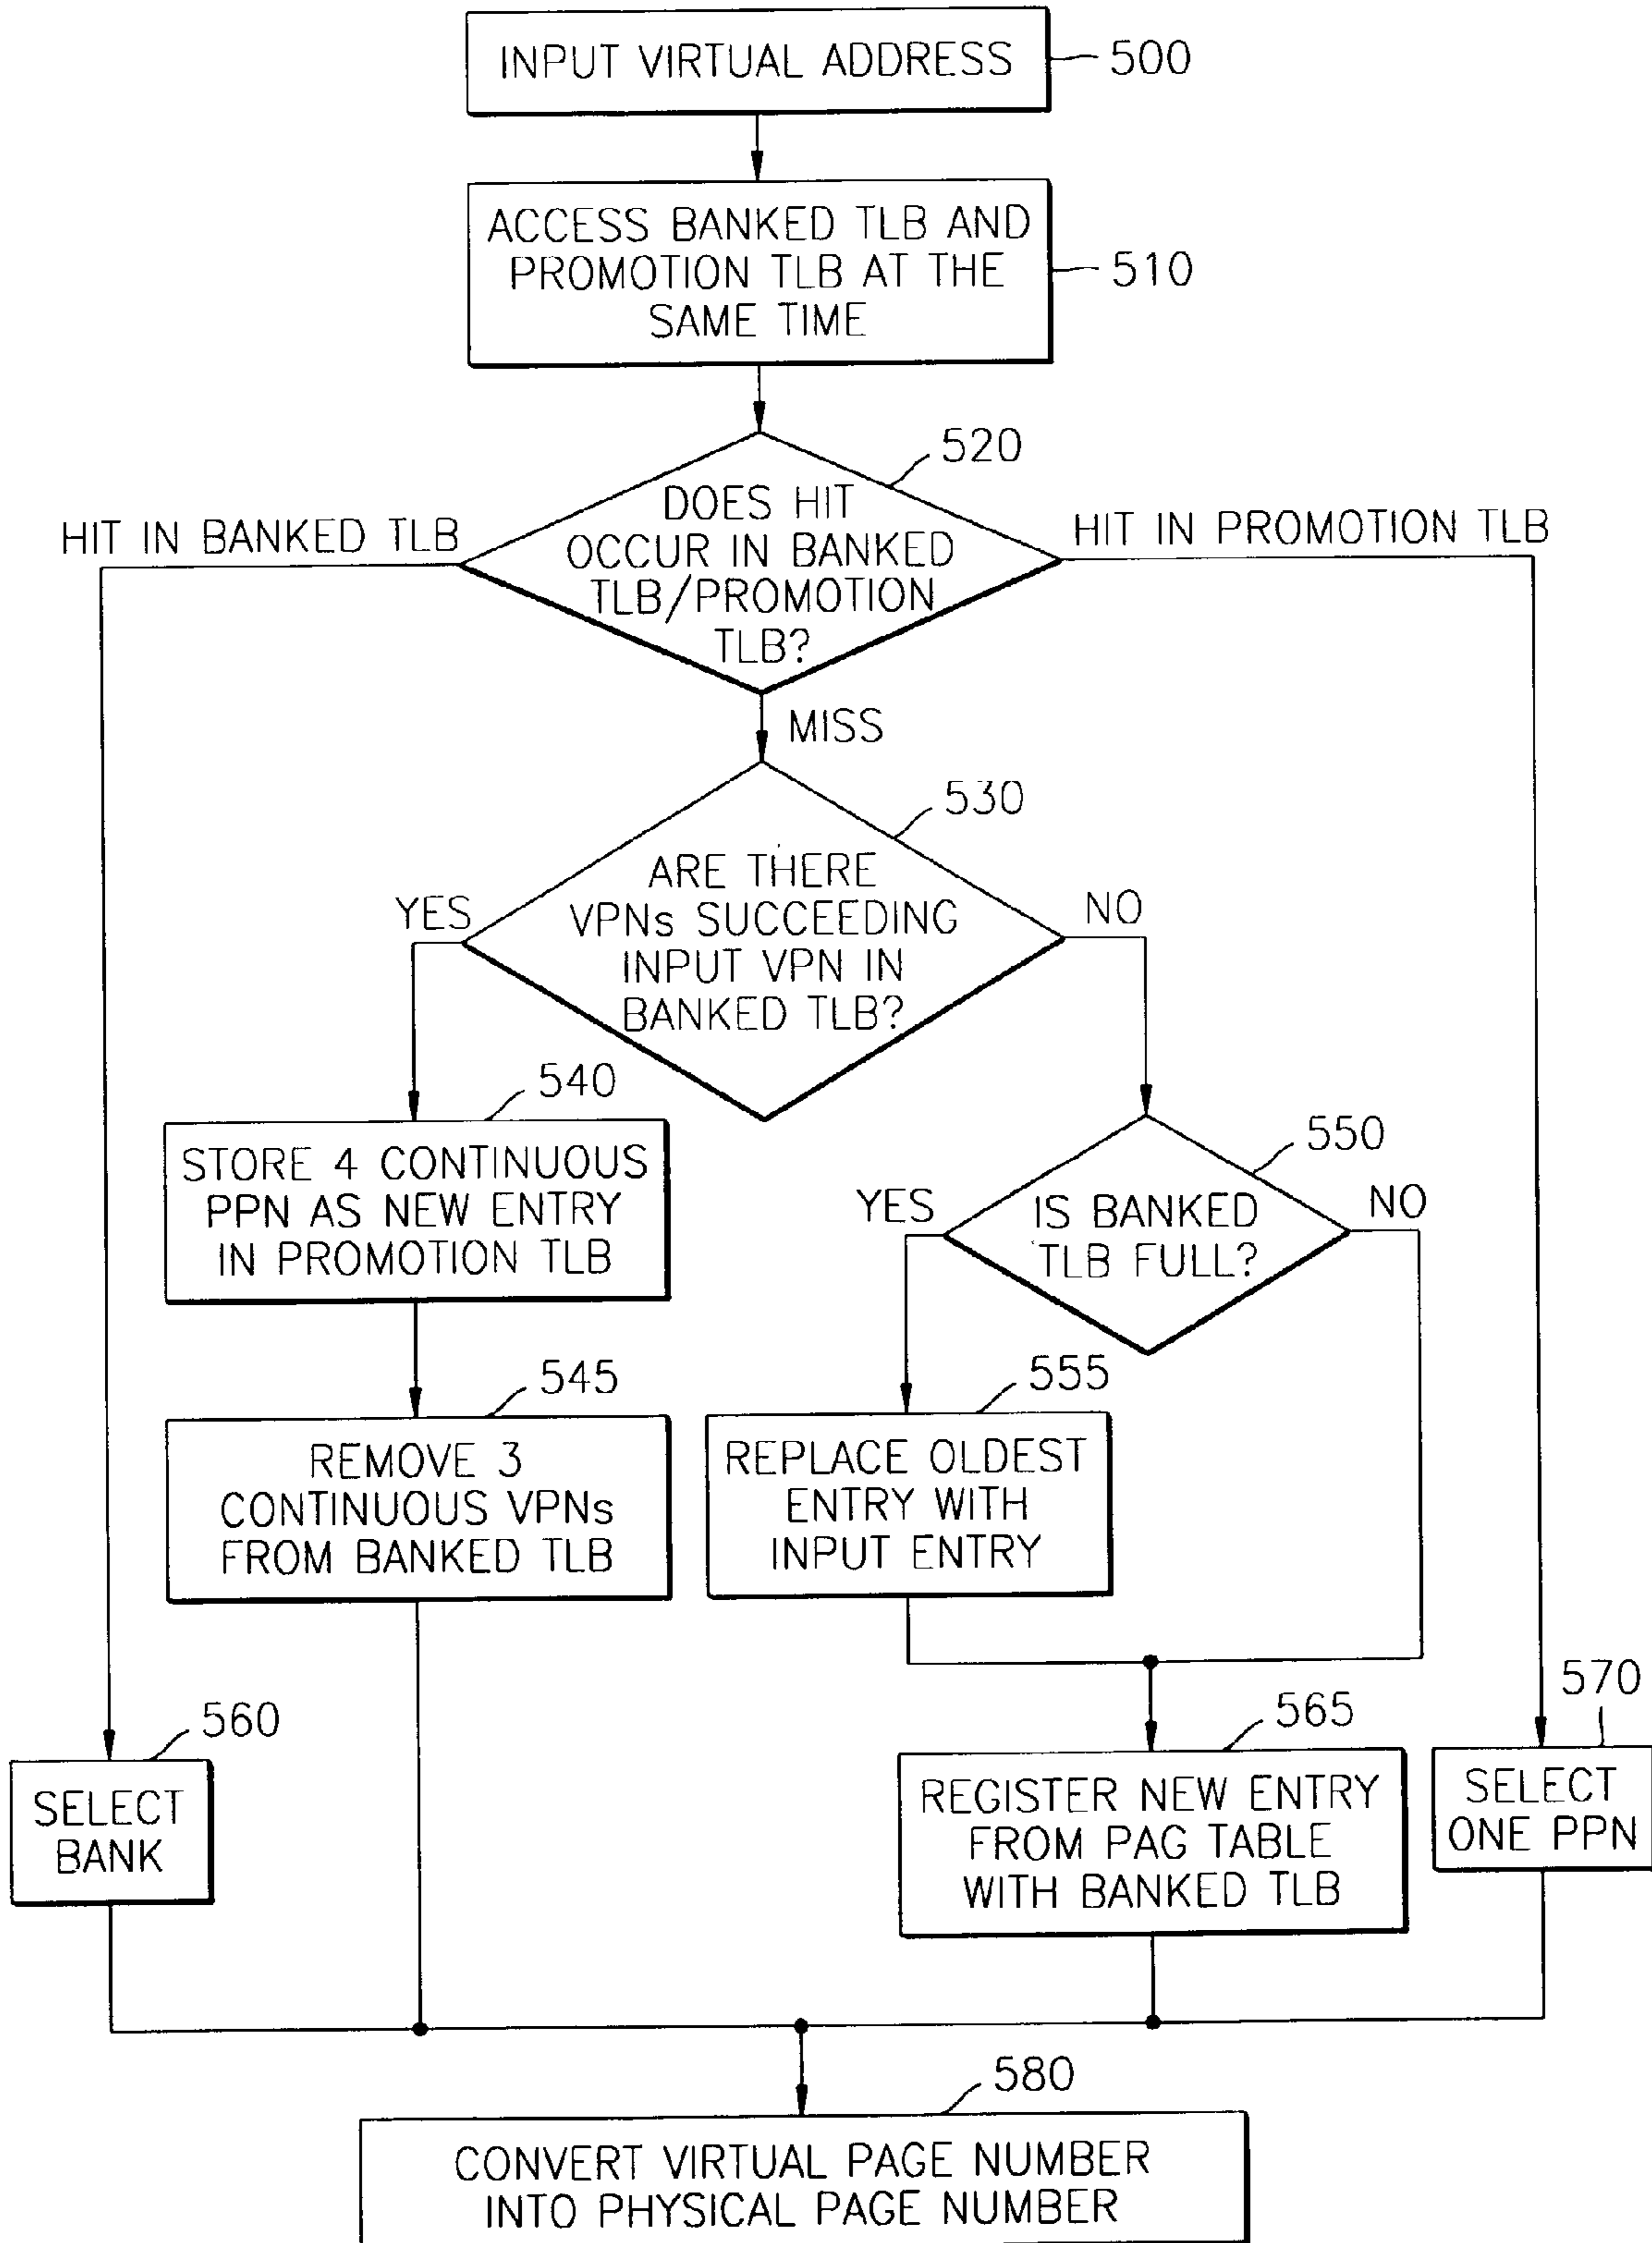 INPUT VIRTUAL ADDRESS
500
ACCESS BANKED TLB AND
PROMOTION TLB AT THE
SAME TIME
510
520
DOES HIT
OCCUR IN BANKED
TLB/PROMOTION
TLB?
HIT IN BANKED TLB
HIT IN PROMOTION TLB
MISS
530
ARE THERE
VPNs SUCCEEDING
INPUT VPN IN
BANKED TLB?
YES
NO
540
STORE 4 CONTINUOUS
PPN AS NEW ENTRY
IN PROMOTION TLB
550
IS BANKED
TLB FULL?
YES
NO
545
REMOVE 3
CONTINUOUS VPNs
FROM BANKED TLB
555
REPLACE OLDEST
ENTRY WITH
INPUT ENTRY
560
SELECT
BANK
565
REGISTER NEW ENTRY
FROM PAG TABLE
WITH BANKED TLB
570
SELECT
ONE PPN
580
CONVERT VIRTUAL PAGE NUMBER
INTO PHYSICAL PAGE NUMBER